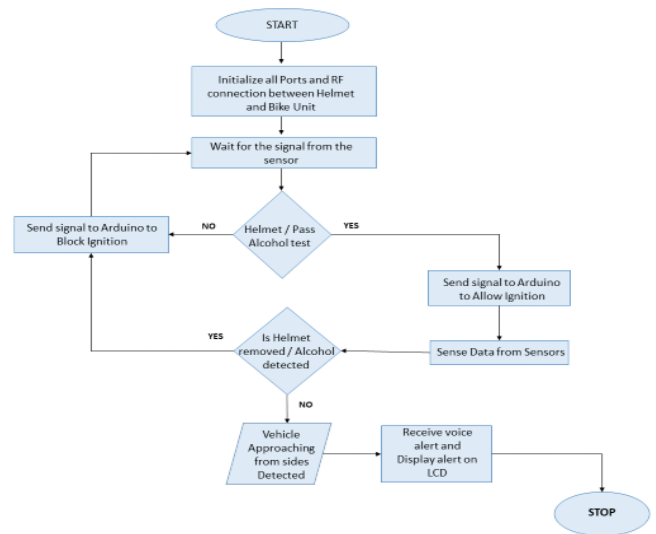 START
Initialize all Ports and RF
connection between Helmet
and Bike Unit
Wait for the signal from the
sensor
Helmet / Pass
Alcohol test
NO
YES
Send signal to Arduino to
Block Ignition
Send signal to Arduino
to Allow Ignition
Sense Data from Sensors
Is Helmet
removed / Alcohol
detected
YES
NO
Vehicle
Approaching
from sides
Detected
Receive voice
alert and
Display alert on
LCD
STOP